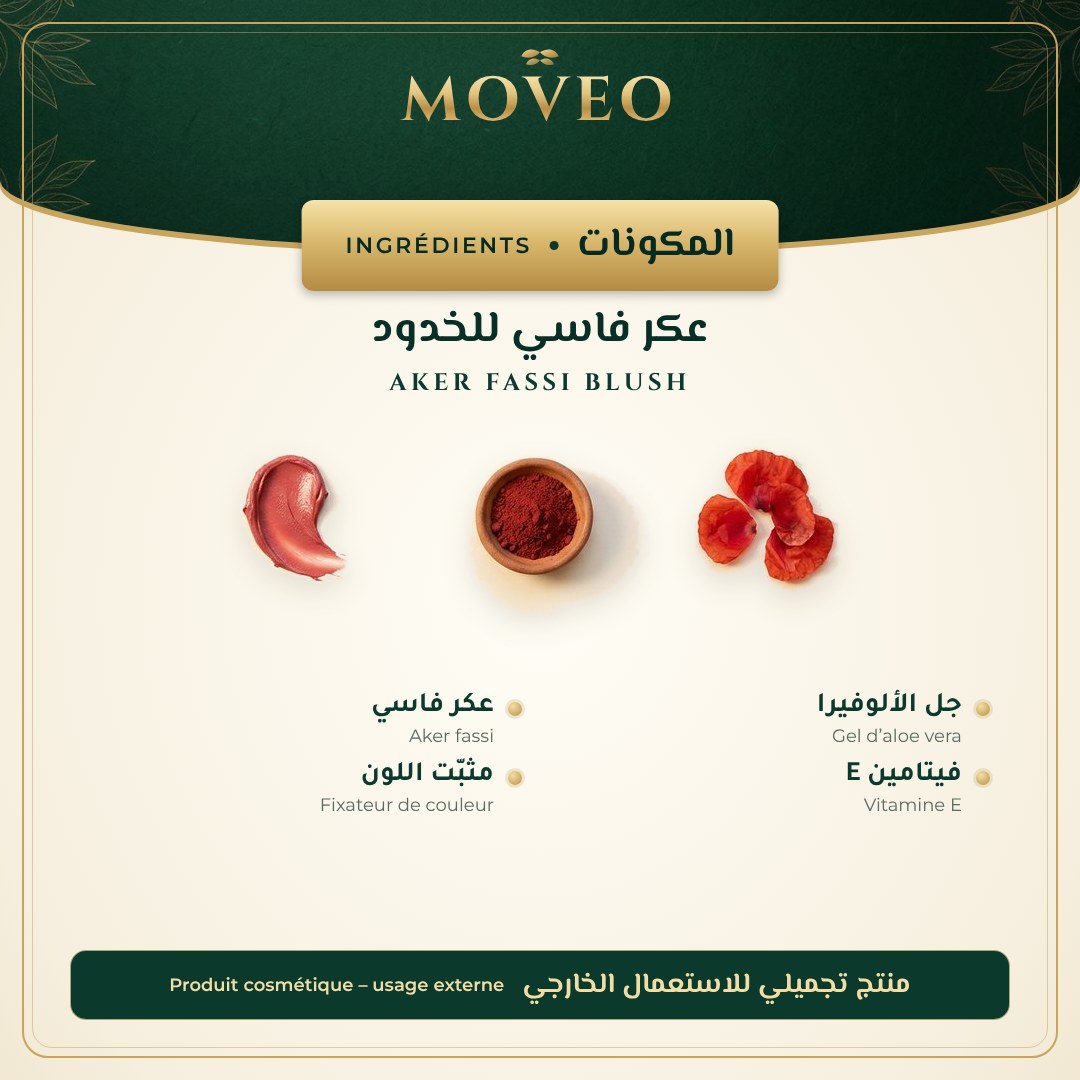 MOVEO
INGRÉDIENTS • المكونات
عكر فاسي للخدود
AKER FASSI BLUSH
جل الألوفيرا
Gel d’aloe vera
فيتامين E
Vitamine E
عكر فاسي
Aker fassi
مثبّت اللون
Fixateur de couleur
منتج تجميلي للاستعمال الخارجي Produit cosmétique – usage externe